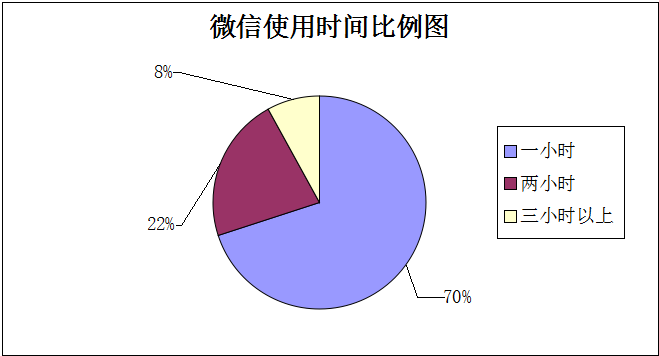 微信使用时间比例图
8%
22%
70%
一小时
两小时
三小时以上